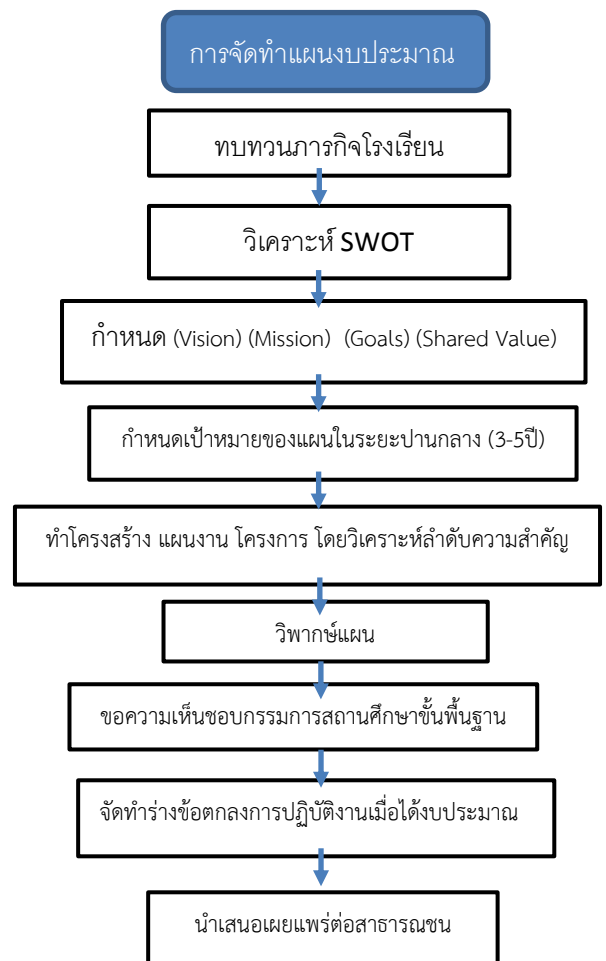 การจัดทำแผนงบประมาณ
ทบทวนภารกิจโรงเรียน
วิเคราะห์ SWOT
กำหนด (Vision) (Mission) (Goals) (Shared Value)
กำหนดเป้าหมายของแผนในระยะปานกลาง (3-5ปี)
ทำโครงสร้าง แผนงาน โครงการ โดยวิเคราะห์ลำดับความสำคัญ
วิพากษ์แผน
ขอความเห็นชอบกรรมการสถานศึกษาขั้นพื้นฐาน
จัดทำร่างข้อตกลงการปฏิบัติงานเมื่อได้งบประมาณ
นำเสนอเผยแพร่ต่อสาธารณชน